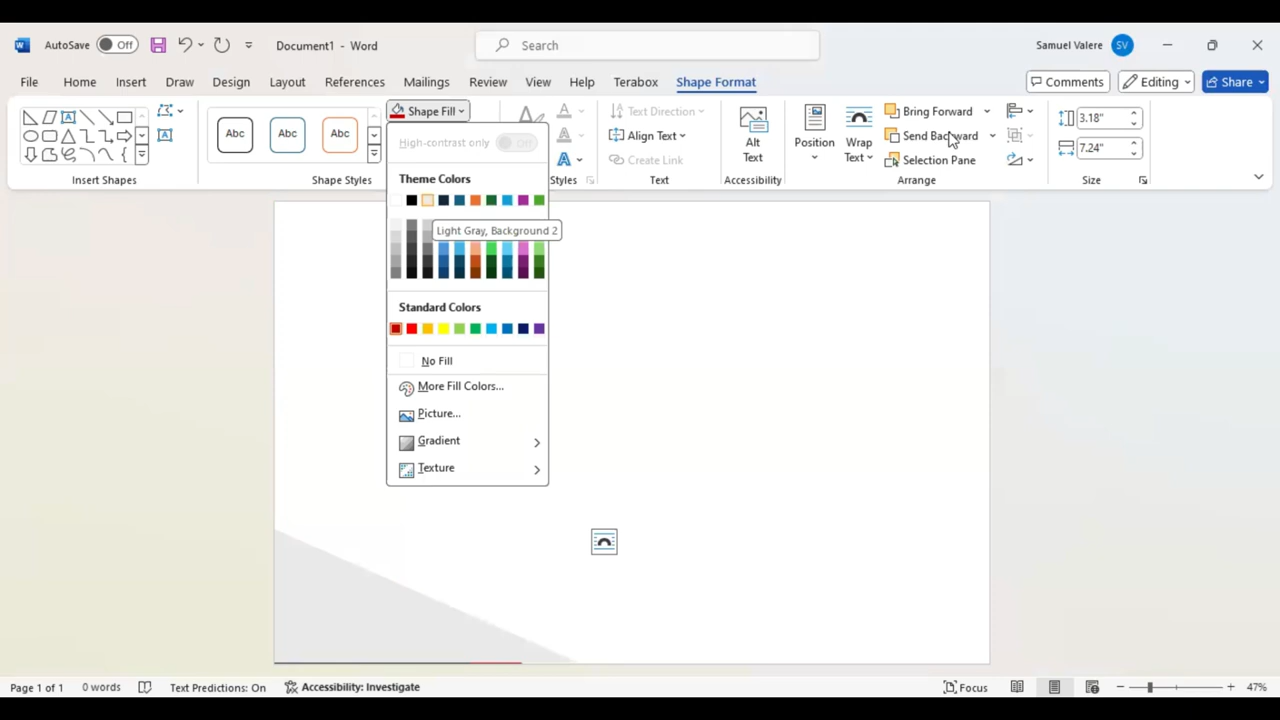 AutoSave Off Document1 - Word Search Samuel Valere SV
File Home Insert Draw Design Layout References Mailings Review View Help Terabox Shape Format Comments Editing Share
Abc Abc Abc Shape Fill Text Direction Bring Forward 3.18"
High-contrast only Off Align Text Alt Text Position Wrap Text Send Backward 7.24"
Create Link Selection Pane
Insert Shapes Shape Styles Styles Text Accessibility Arrange Size
Theme Colors
Light Gray, Background 2
Standard Colors
No Fill
More Fill Colors...
Picture...
Gradient
Texture
Page 1 of 1 0 words Text Predictions: On Accessibility: Investigate Focus 47%